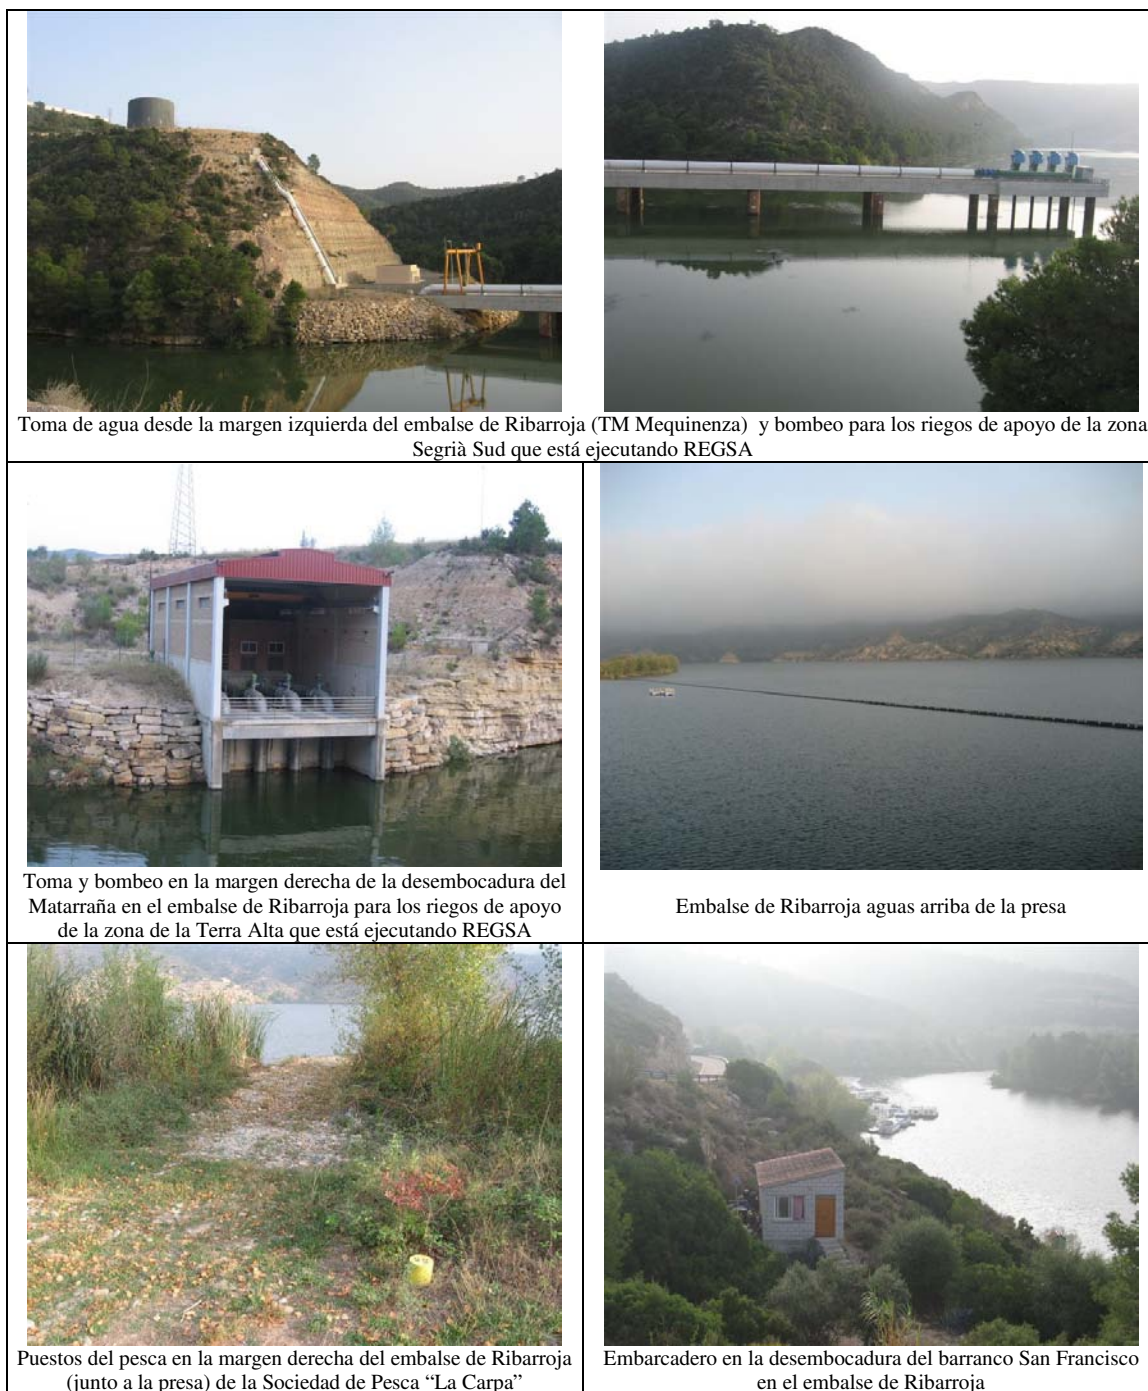 Toma de agua desde la margen izquierda del embalse de Ribarroja (TM Mequinenza) y bombeo para los riegos de apoyo de la zona
Segrià Sud que está ejecutando REGSA
Toma y bombeo en la margen derecha de la desembocadura del
Matarraña en el embalse de Ribarroja para los riegos de apoyo
de la zona de la Terra Alta que está ejecutando REGSA
Embalse de Ribarroja aguas arriba de la presa
Puestos del pesca en la margen derecha del embalse de Ribarroja
(junto a la presa) de la Sociedad de Pesca “La Carpa”
Embarcadero en la desembocadura del barranco San Francisco
en el embalse de Ribarroja